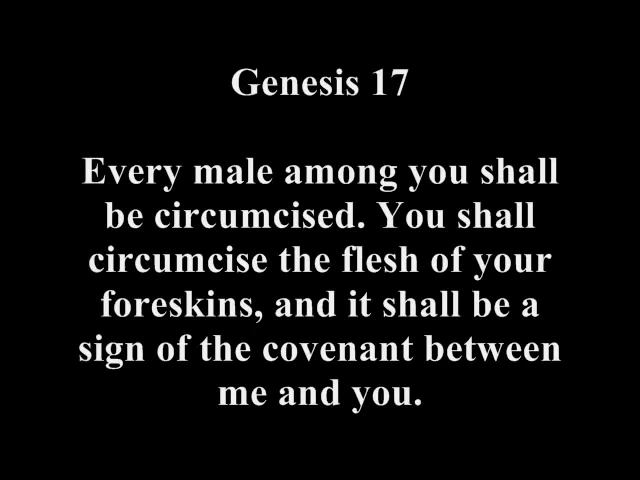 Genesis 17
Every male among you shall
be circumcised. You shall
circumcise the flesh of your
foreskins, and it shall be a
sign of the covenant between
me and you.